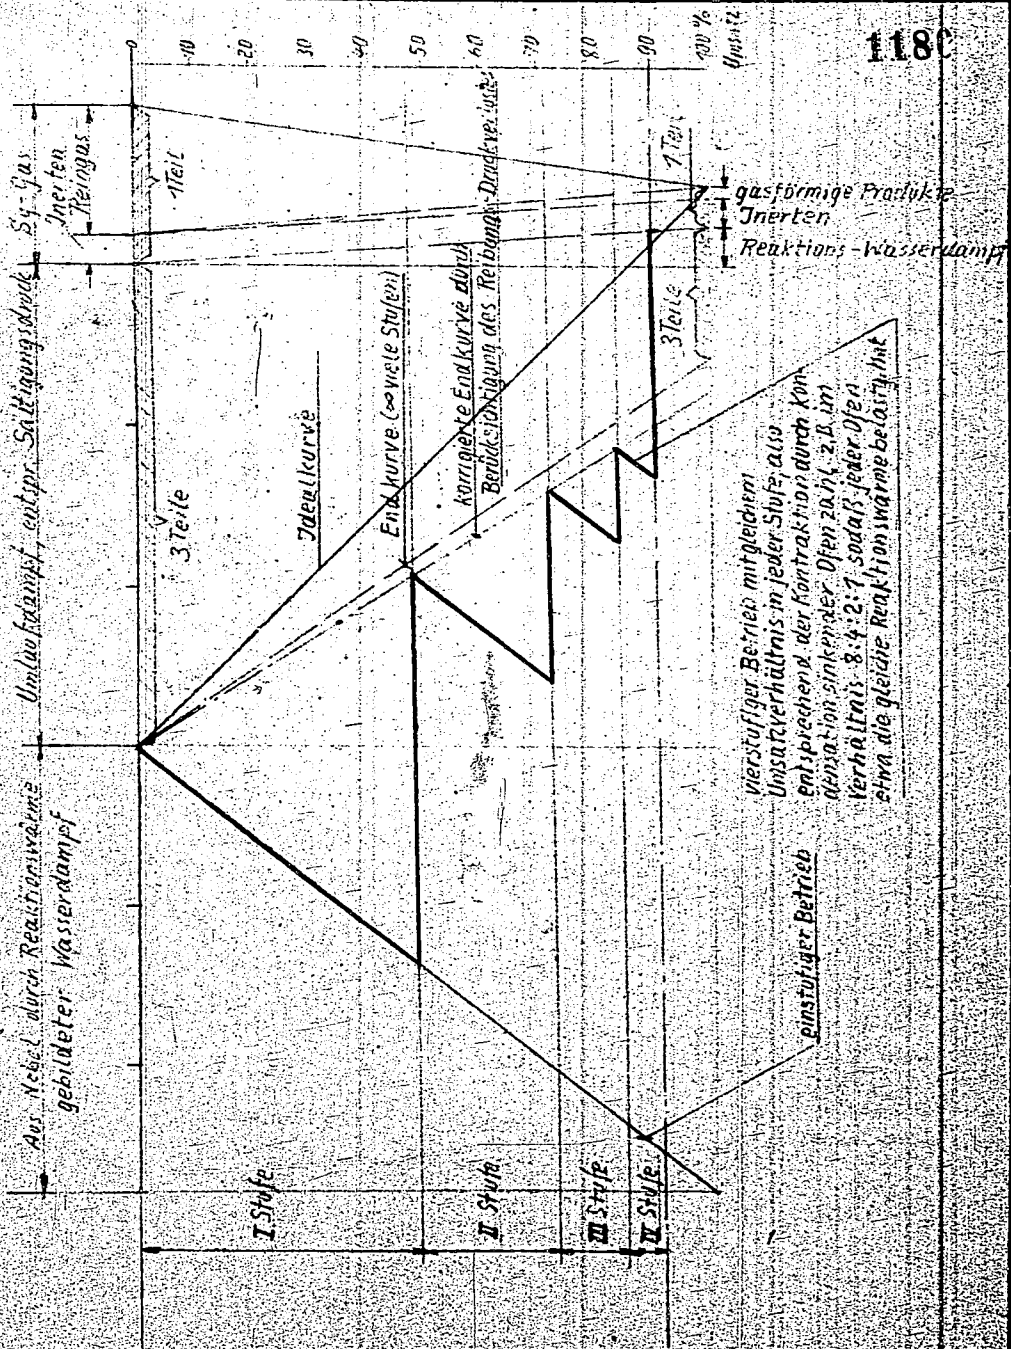 1180
0
10
20
30
40
50
60
70
80
90
100 %
Umsatz
Aus Nebel durch Reaktionswärme
gebildeter Wasserdampf
Umlaufdampf, entspr. Sättigungsdruck
Sy-Gas
Inerten
Reingas
1 Teil
3 Teile
Idealkurve
Endkurve (∞ viele Stufen)
korrigierte Endkurve durch
Berücksichtigung des Reibungs-Druckverlustes
1 Teil
3 Teile
gasförmige Produkte
Inerten
Reaktions-Wasserdampf
vierstufiger Betrieb mit gleichem
Umsatzverhältnis in jeder Stufe, also
entsprechend der Kontraktion durch Kon-
densation sinkender Ofenzahl, z.B. im
Verhältnis 8:4:2:1, sodaß jeder Ofen
etwa die gleiche Reaktionswärmebelastg. hat
einstufiger Betrieb
I Stufe
II Stufe
III Stufe
IV Stufe